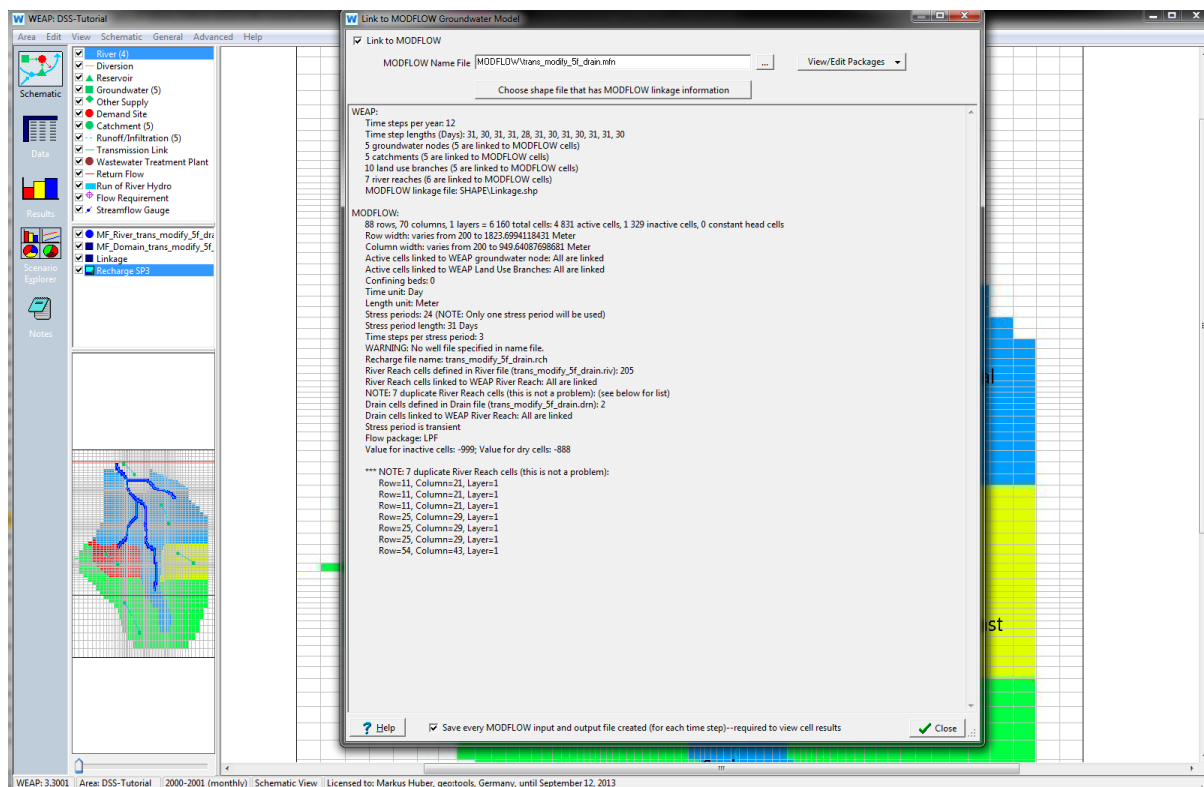 WEAP: DSS-Tutorial
Area Edit View Schematic General Advanced Help
Schematic
Data
Results
Scenario
Explorer
Notes
River (4)
Diversion
Reservoir
Groundwater (5)
Other Supply
Demand Site
Catchment (5)
Runoff/Infiltration (5)
Transmission Link
Wastewater Treatment Plant
Return Flow
Run of River Hydro
Flow Requirement
Streamflow Gauge
MF_River_trans_modify_5f_dra
MF_Domain_trans_modify_5f_
Linkage
Recharge SP3
Link to MODFLOW Groundwater Model
Link to MODFLOW
MODFLOW Name File MODFLOW\trans_modify_5f_drain.mfn ... View/Edit Packages
Choose shape file that has MODFLOW linkage information
WEAP:
Time steps per year: 12
Time step lengths (Days): 31, 30, 31, 31, 28, 31, 30, 31, 30, 31, 31, 30
5 groundwater nodes (5 are linked to MODFLOW cells)
5 catchments (5 are linked to MODFLOW cells)
10 land use branches (5 are linked to MODFLOW cells)
7 river reaches (6 are linked to MODFLOW cells)
MODFLOW linkage file: SHAPE\Linkage.shp
MODFLOW:
88 rows, 70 columns, 1 layers = 6 160 total cells: 4 831 active cells, 1 329 inactive cells, 0 constant head cells
Row width: varies from 200 to 1823.6994118431 Meter
Column width: varies from 200 to 949.64087698681 Meter
Active cells linked to WEAP groundwater node: All are linked
Active cells linked to WEAP Land Use Branches: All are linked
Confining beds: 0
Time unit: Day
Length unit: Meter
Stress periods: 24 (NOTE: Only one stress period will be used)
Stress period length: 31 Days
Time steps per stress period: 3
WARNING: No well file specified in name file.
Recharge file name: trans_modify_5f_drain.rch
River Reach cells defined in River file (trans_modify_5f_drain.riv): 205
River Reach cells linked to WEAP River Reach: All are linked
NOTE: 7 duplicate River Reach cells (this is not a problem): (see below for list)
Drain cells defined in Drain file (trans_modify_5f_drain.drn): 2
Drain cells linked to WEAP River Reach: All are linked
Stress period is transient
Flow package: LPF
Value for inactive cells: -999; Value for dry cells: -888
*** NOTE: 7 duplicate River Reach cells (this is not a problem):
Row=11, Column=21, Layer=1
Row=11, Column=21, Layer=1
Row=11, Column=21, Layer=1
Row=25, Column=29, Layer=1
Row=25, Column=29, Layer=1
Row=25, Column=29, Layer=1
Row=54, Column=43, Layer=1
? Help
Save every MODFLOW input and output file created (for each time step)--required to view cell results
Close
al
st
WEAP: 3.3001 Area: DSS-Tutorial 2000-2001 (monthly) Schematic View Licensed to: Markus Huber, geo:tools, Germany, until September 12, 2013